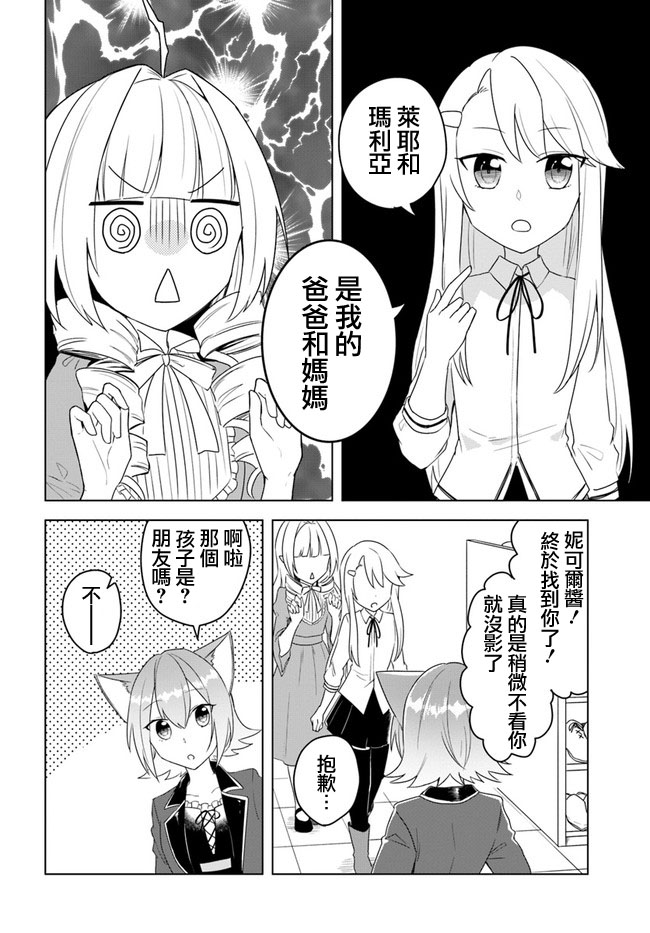 萊耶和
瑪利亞
是我的
爸爸和媽媽
妮可爾醬！
終於找到你了！
真的是稍微不看你
就沒影了
抱歉…
啊啦
那個
孩子是？
朋友嗎？
不——